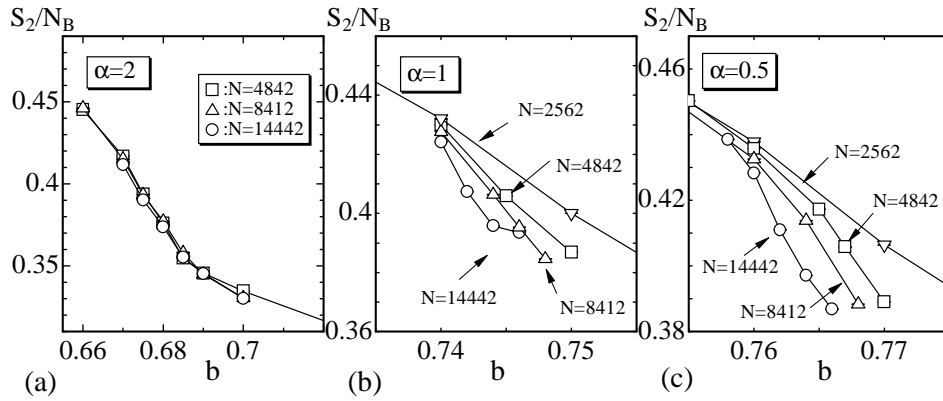 S2/NB
α=2
□:N=4842
△:N=8412
○:N=14442
0.45
0.4
0.35
0.66 0.68 0.7
(a) b
S2/NB
α=1
N=2562
N=4842
N=14442
N=8412
0.44
0.4
0.36
0.74 0.75
(b) b
S2/NB
α=0.5
N=2562
N=4842
N=14442
N=8412
0.46
0.42
0.38
0.76 0.77
(c) b